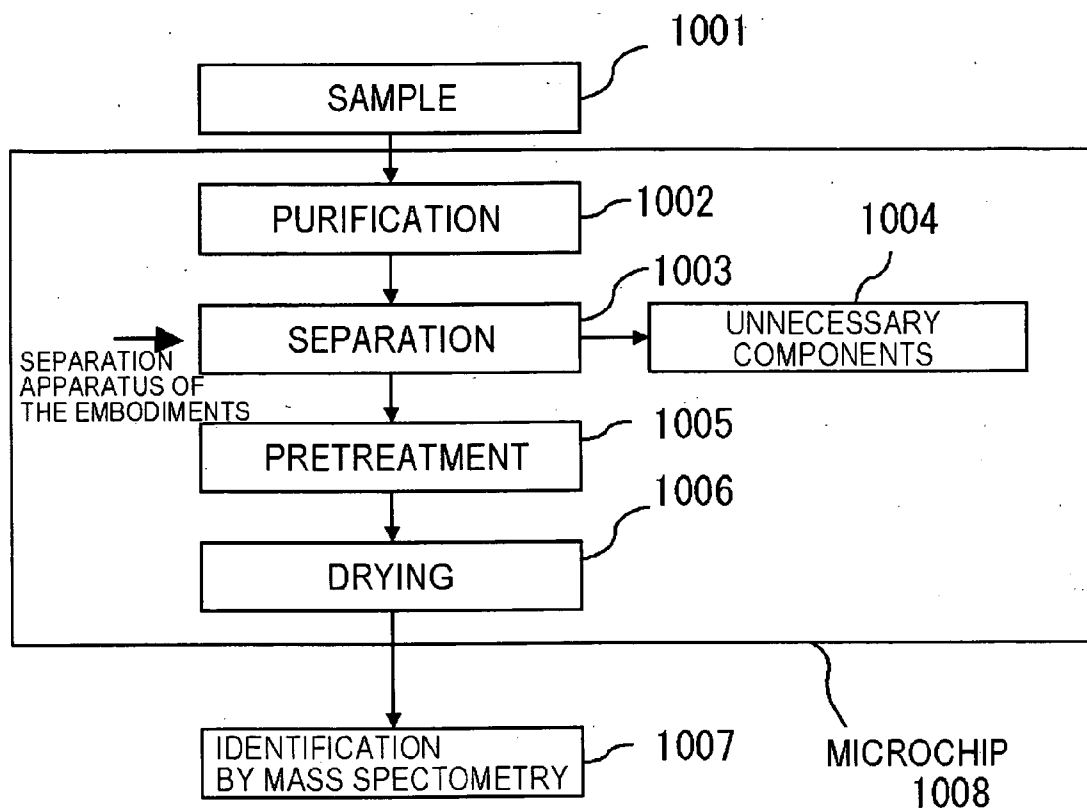 1001
SAMPLE
PURIFICATION
1002
1004
1003
SEPARATION
UNNECESSARY
COMPONENTS
SEPARATION
APPARATUS OF
THE EMBODIMENTS
1005
PRETREATMENT
1006
DRYING
IDENTIFICATION
BY MASS SPECTOMETRY
1007
MICROCHIP
1008